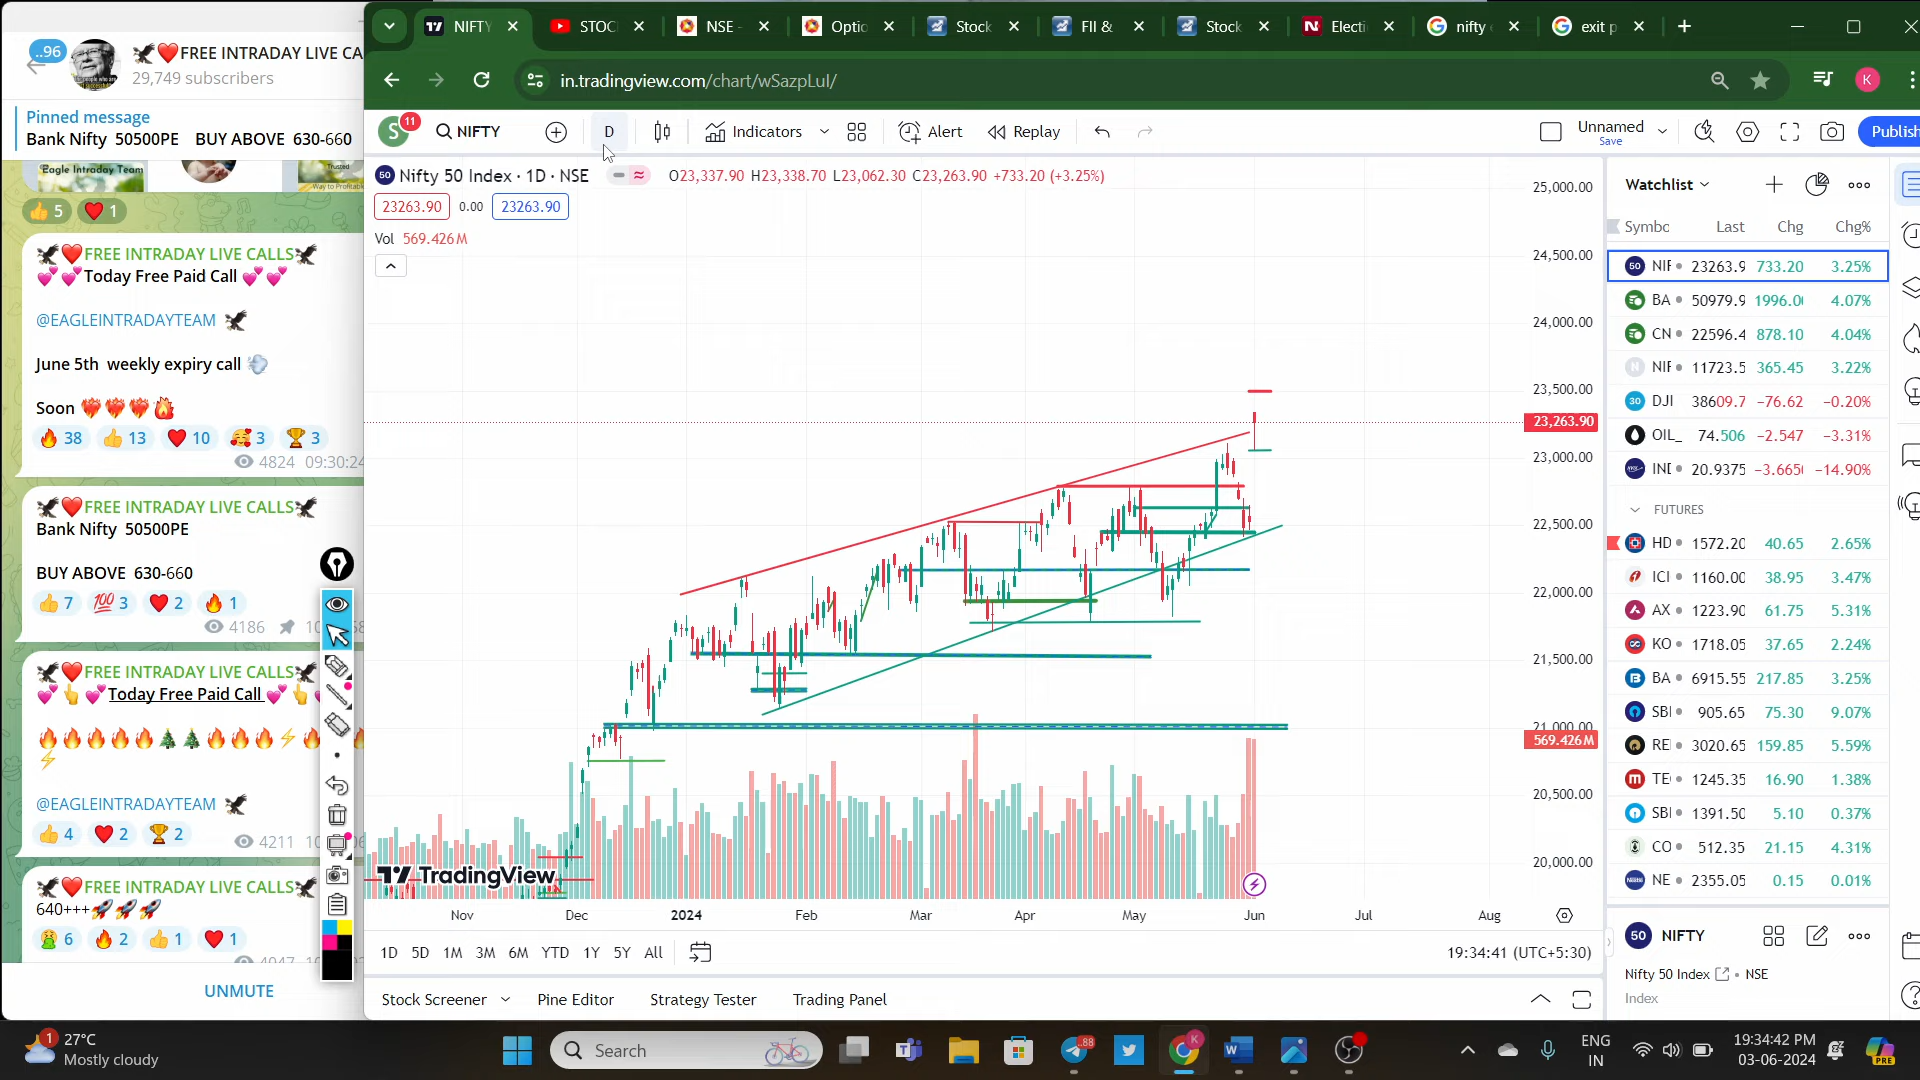 ..96
🦅❤️FREE INTRADAY LIVE CA
29,749 subscribers
Pinned message
Bank Nifty 50500PE BUY ABOVE 630-660
Eagle Intraday Team
Trusted
Way to Profitab
👍 5 ❤️ 1
🦅❤️FREE INTRADAY LIVE CALLS🦅
💕💕Today Free Paid Call 💕💕
@EAGLEINTRADAYTEAM 🦅
June 5th weekly expiry call 💨
Soon ❤️‍🔥❤️‍🔥❤️‍🔥🔥
🔥 38 👍 13 ❤️ 10 🥰 3 🏆 3
4824 09:30:24
🦅❤️FREE INTRADAY LIVE CALLS🦅
Bank Nifty 50500PE
BUY ABOVE 630-660
👍 7 💯 3 ❤️ 2 🔥 1
4186
🦅❤️FREE INTRADAY LIVE CALLS🦅
💕👆💕Today Free Paid Call 💕👆
🔥🔥🔥🔥🔥🌲🌲🔥🔥🔥⚡🔥
⚡
@EAGLEINTRADAYTEAM 🦅
👍 4 ❤️ 2 🏆 2
4211
🦅❤️FREE INTRADAY LIVE CALLS🦅
640+++🚀🚀🚀
6 🔥 2 👍 1 ❤️ 1
UNMUTE
NIFTY
STOC
NSE -
Optio
Stock
FII &
Stock
Electi
nifty
exit p
in.tradingview.com/chart/wSazpLuI/
K
S 11
NIFTY
D
Indicators
Alert
Replay
Unnamed
Save
Publish
50 Nifty 50 Index · 1D · NSE O23,337.90 H23,338.70 L23,062.30 C23,263.90 +733.20 (+3.25%)
23263.90 0.00 23263.90
Vol 569.426M
25,000.00
24,500.00
24,000.00
23,500.00
23,263.90
23,000.00
22,500.00
22,000.00
21,500.00
21,000.00
569.426M
20,500.00
20,000.00
TradingView
Nov Dec 2024 Feb Mar Apr May Jun Jul Aug
1D 5D 1M 3M 6M YTD 1Y 5Y All
19:34:41 (UTC+5:30)
Stock Screener
Pine Editor
Strategy Tester
Trading Panel
Watchlist
Symbo Last Chg Chg%
50 NIF 23263.9 733.20 3.25%
BA 50979.9 1996.0 4.07%
CN 22596.4 878.10 4.04%
NIF 11723.5 365.45 3.22%
30 DJI 38609.7 −76.62 −0.20%
OIL_ 74.506 −2.547 −3.31%
INI 20.9375 −3.665 −14.90%
FUTURES
HD 1572.20 40.65 2.65%
ICI 1160.00 38.95 3.47%
AX 1223.90 61.75 5.31%
KO 1718.05 37.65 2.24%
BA 6915.55 217.85 3.25%
SBI 905.65 75.30 9.07%
RE 3020.65 159.85 5.59%
TE 1245.35 16.90 1.38%
SBI 1391.50 5.10 0.37%
CO 512.35 21.15 4.31%
NE 2355.05 0.15 0.01%
50 NIFTY
Nifty 50 Index • NSE
Index
1 27°C
Mostly cloudy
Search
.88
K
ENG
IN
19:34:42 PM
03-06-2024
PRE